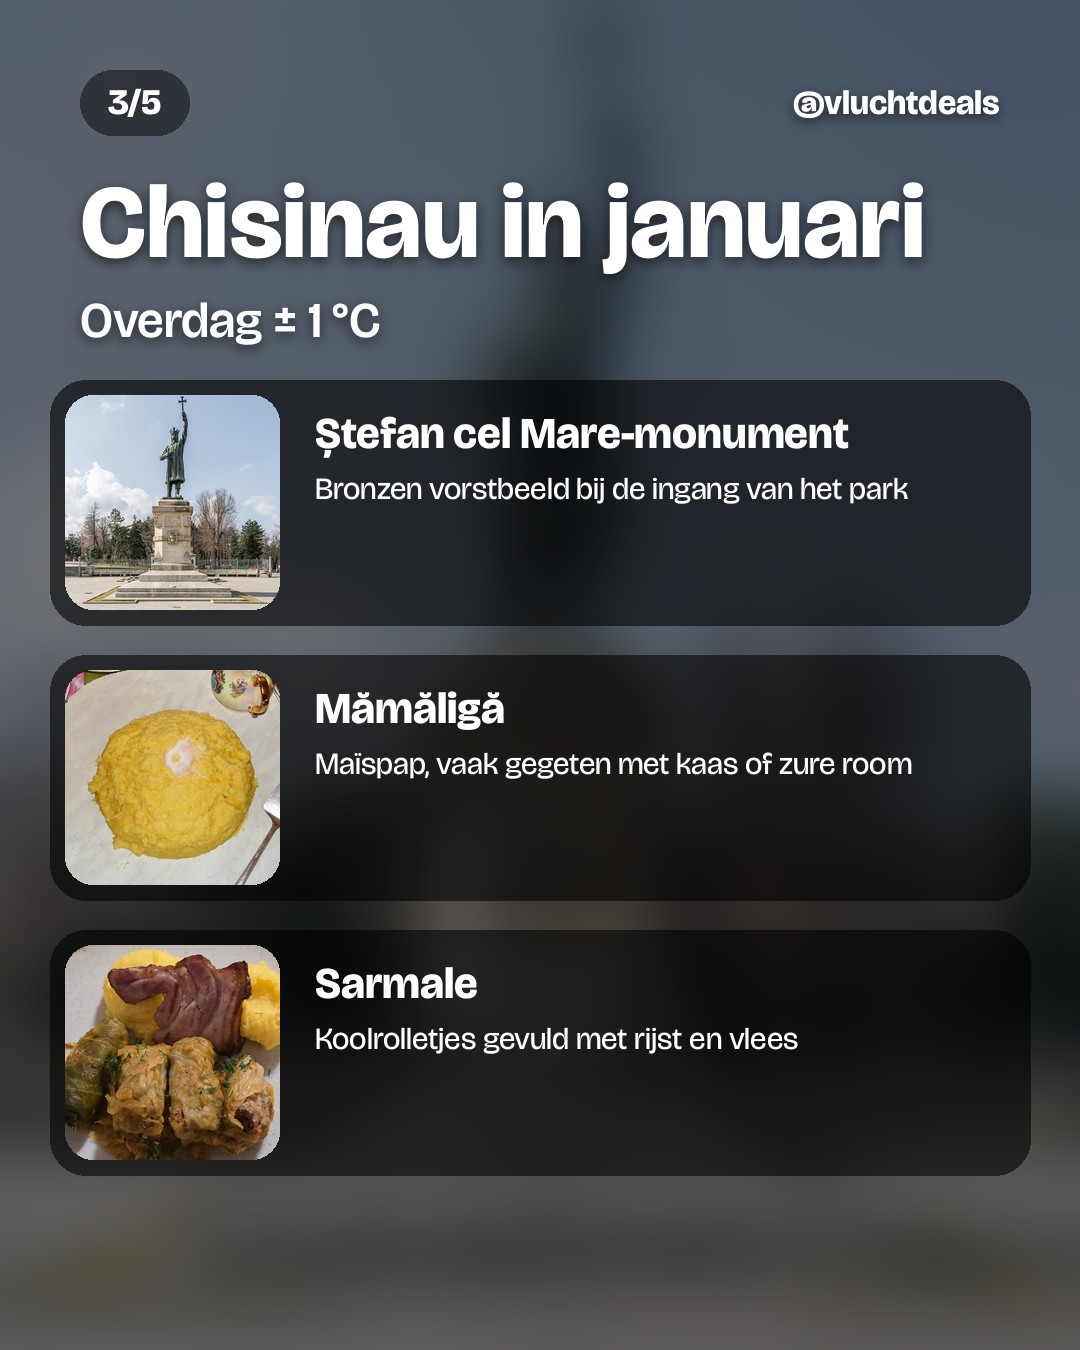 3/5
@vluchtdeals
Chisinau in januari
Overdag ± 1 °C
Ștefan cel Mare-monument
Bronzen vorstbeeld bij de ingang van het park
Mămăligă
Maïspap, vaak gegeten met kaas of zure room
Sarmale
Koolrolletjes gevuld met rijst en vlees